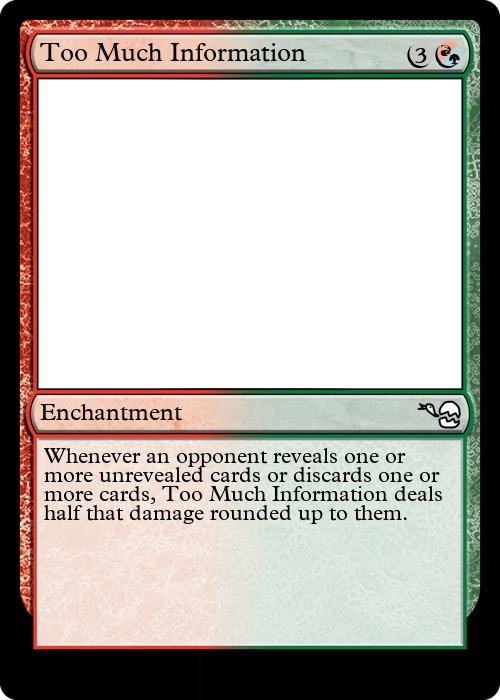 Too Much Information 3
Enchantment
Whenever an opponent reveals one or
more unrevealed cards or discards one or
more cards, Too Much Information deals
half that damage rounded up to them.